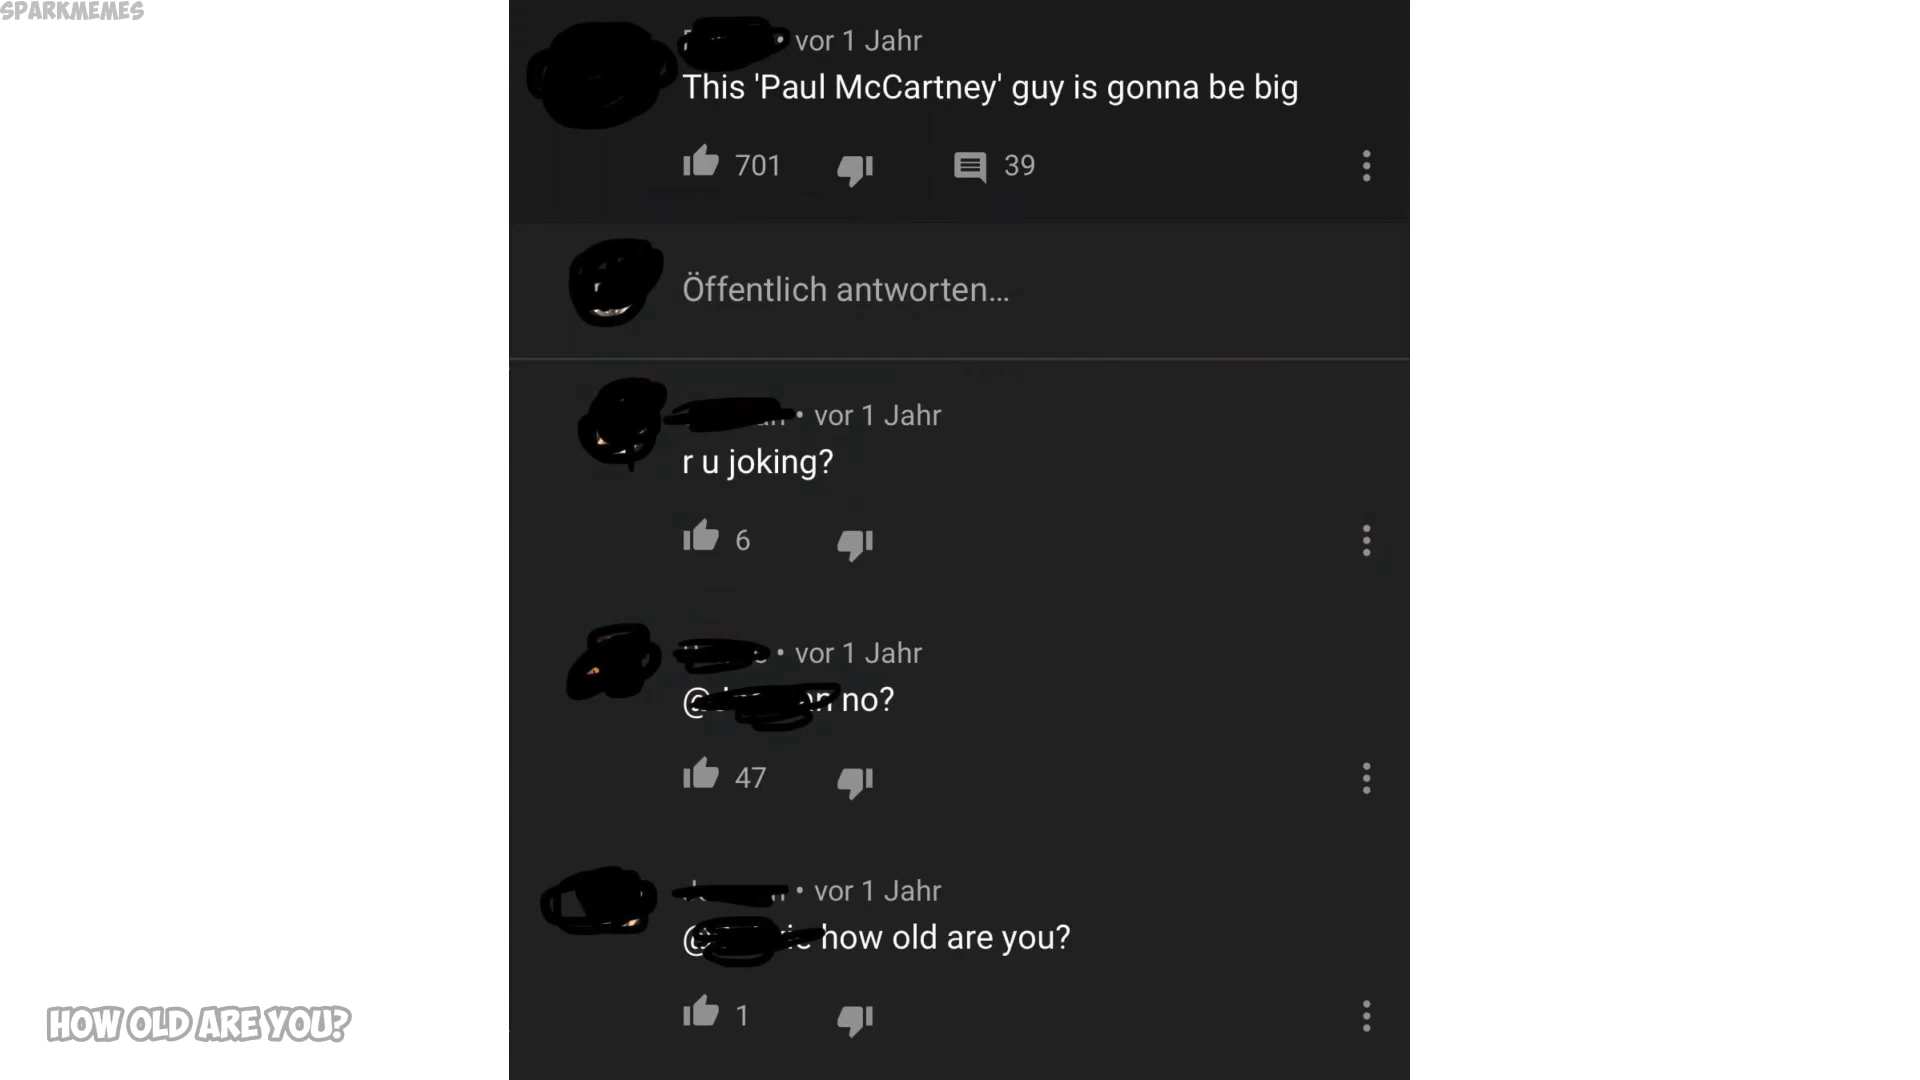 SPARKMEMES
• vor 1 Jahr
This 'Paul McCartney' guy is gonna be big
701
39
Öffentlich antworten...
• vor 1 Jahr
r u joking?
6
• vor 1 Jahr
@ no?
47
• vor 1 Jahr
@ how old are you?
1
HOW OLD ARE YOU?